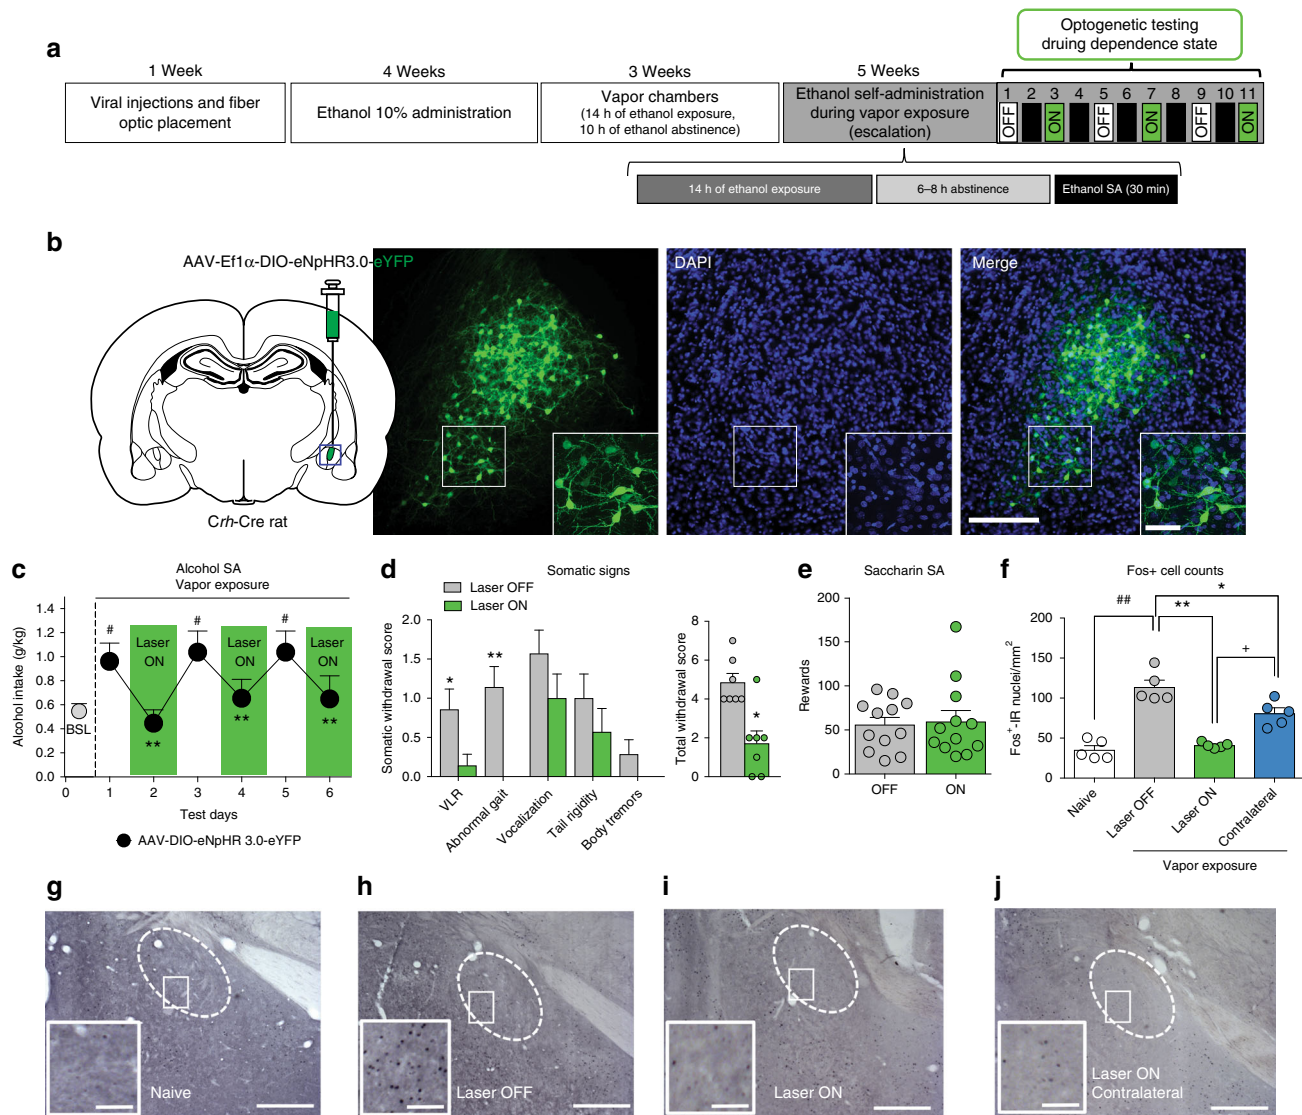 a
Optogenetic testing
druing dependence state
1 Week
4 Weeks
3 Weeks
5 Weeks
Viral injections and fiber
optic placement
Ethanol 10% administration
Vapor chambers
(14 h of ethanol exposure,
10 h of ethanol abstinence)
Ethanol self-administration
during vapor exposure
(escalation)
1 2 3 4 5 6 7 8 9 10 11
OFF ON OFF ON OFF ON
14 h of ethanol exposure
6–8 h abstinence
Ethanol SA (30 min)
b
AAV-Ef1α-DIO-eNpHR3.0-eYFP
DAPI
Merge
Crh-Cre rat
c
Alcohol SA
Vapor exposure
Alcohol intake (g/kg)
1.4
1.2
1.0
0.8
0.6
0.4
0.2
0.0
BSL
# # #
Laser
ON
Laser
ON
Laser
ON
** ** **
0 1 2 3 4 5 6
Test days
AAV-DIO-eNpHR 3.0-eYFP
d
Somatic signs
Laser OFF
Laser ON
Somatic withdrawal score
2.0
1.5
1.0
0.5
0.0
* **
VLR
Abnormal gait
Vocalization
Tail rigidity
Body tremors
Total withdrawal score
8
6
4
2
0
*
e
Saccharin SA
Rewards
200
150
100
50
0
OFF ON
f
Fos+ cell counts
Fos+-IR nuclei/mm2
200
150
100
50
0
## ** * +
Naive
Laser OFF
Laser ON
Contralateral
Vapor exposure
g
Naive
h
Laser OFF
i
Laser ON
j
Laser ON
Contralateral